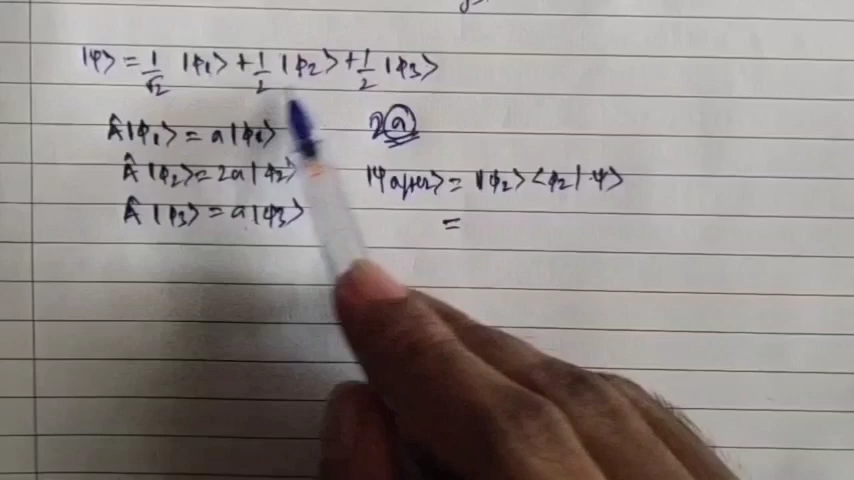 |ψ⟩ = 1/√2 |φ₁⟩ + 1/2 |φ₂⟩ + 1/2 |φ₃⟩
Â|φ₁⟩ = a|φ₁⟩
2a
Â|φ₂⟩ = 2a|φ₂⟩
|ψ after⟩ = |φ₂⟩⟨φ₂|ψ⟩
Â|φ₃⟩ = a|φ₃⟩
=